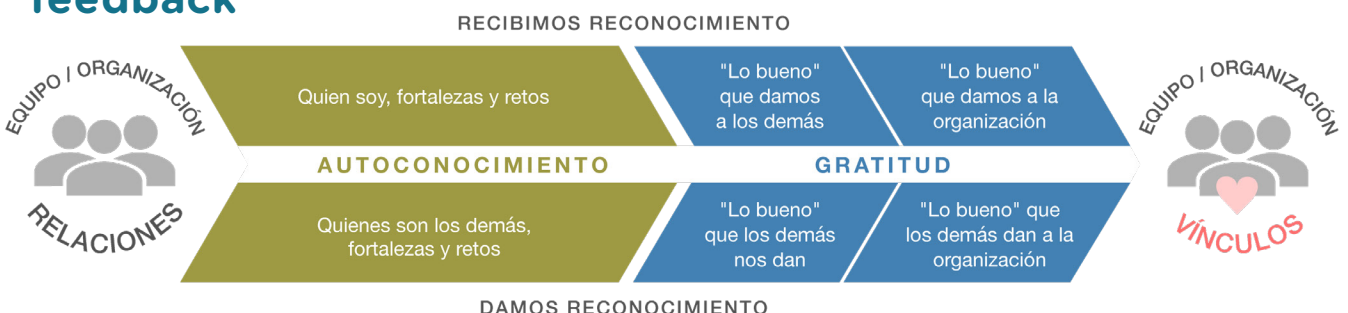 feedback
RECIBIMOS RECONOCIMIENTO
EQUIPO / ORGANIZACIÓN
RELACIONES
Quien soy, fortalezas y retos
"Lo bueno"
que damos
a los demás
"Lo bueno"
que damos a la
organización
AUTOCONOCIMIENTO
GRATITUD
Quienes son los demás,
fortalezas y retos
"Lo bueno"
que los demás
nos dan
"Lo bueno" que
los demás dan a la
organización
EQUIPO / ORGANIZACIÓN
VÍNCULOS
DAMOS RECONOCIMIENTO